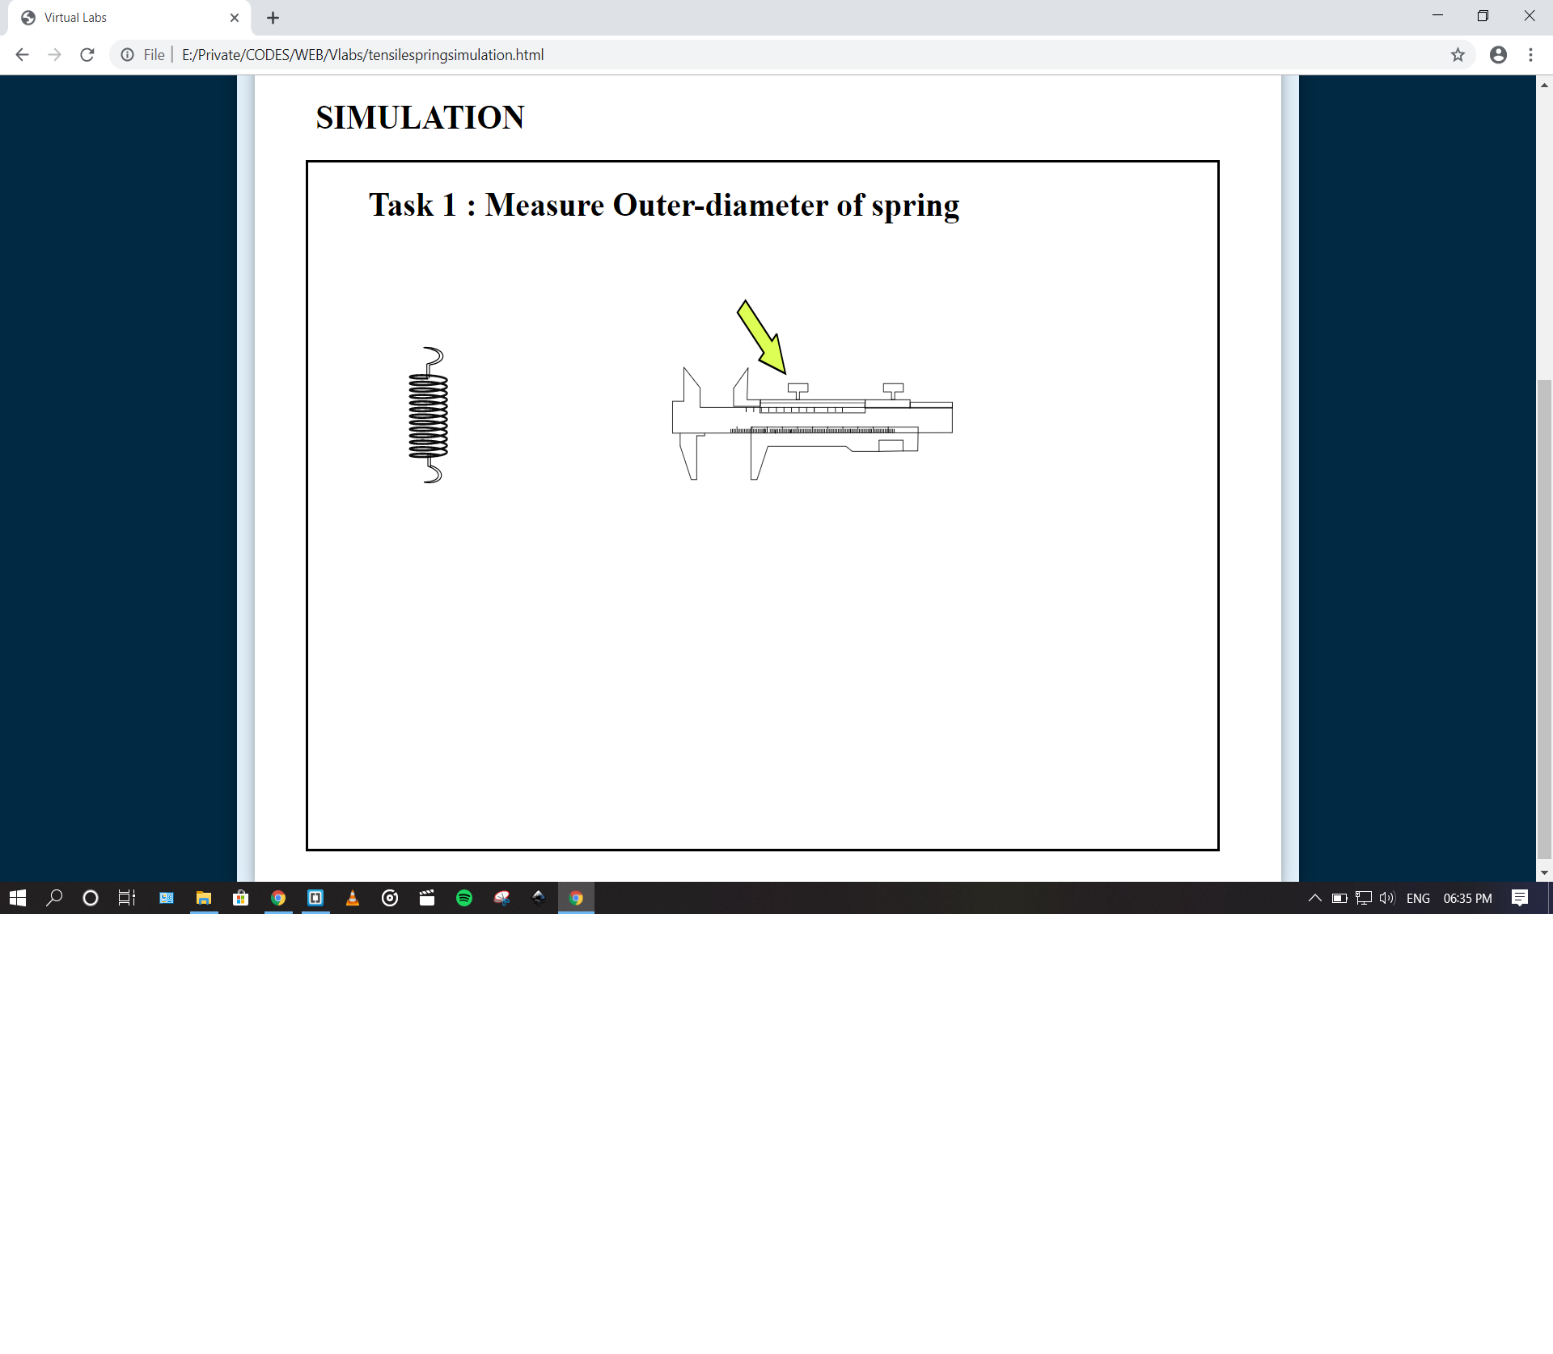 Virtual Labs
File | E:/Private/CODES/WEB/Vlabs/tensilespringsimulation.html
SIMULATION
Task 1 : Measure Outer-diameter of spring
ENG 06:35 PM